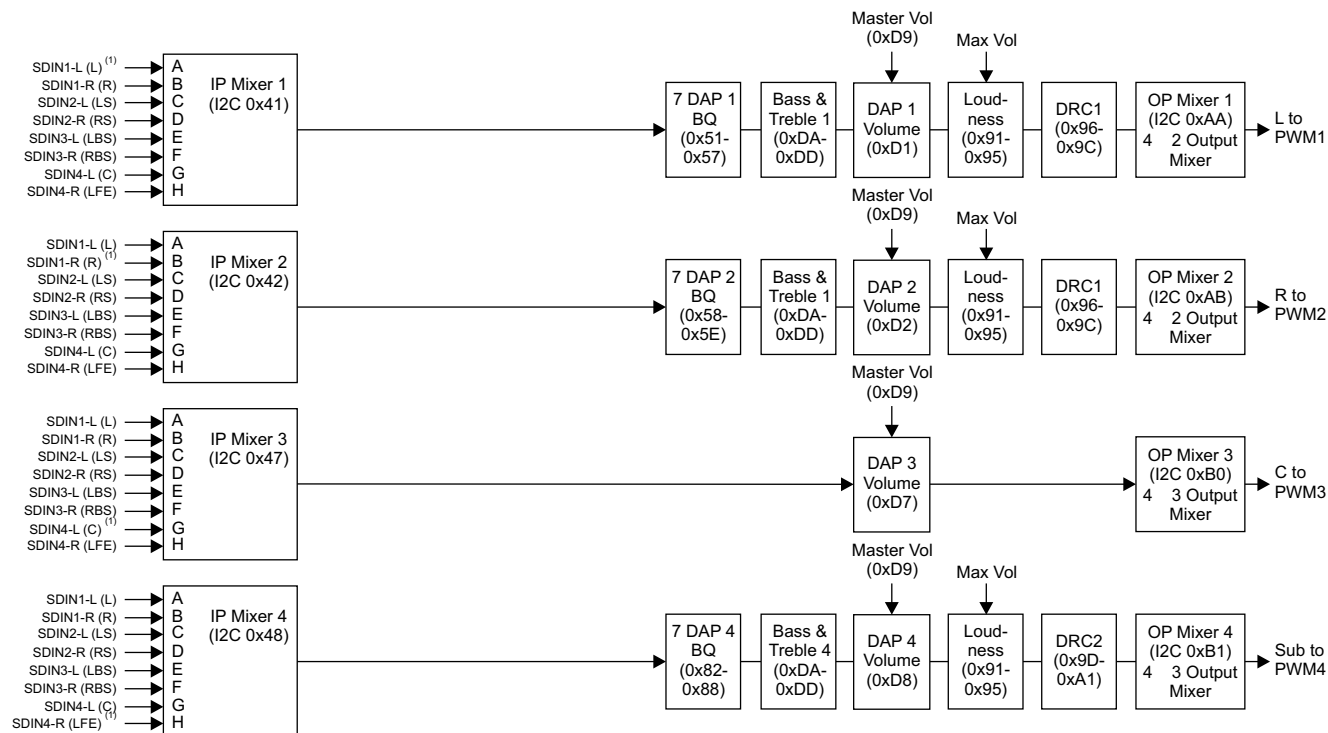 Master Vol
(0xD9)
Max Vol
SDIN1-L (L) (1)
SDIN1-R (R)
SDIN2-L (LS)
SDIN2-R (RS)
SDIN3-L (LBS)
SDIN3-R (RBS)
SDIN4-L (C)
SDIN4-R (LFE)
A
B
C
D
E
F
G
H
IP Mixer 1
(I2C 0x41)
7 DAP 1
BQ
(0x51-
0x57)
Bass &
Treble 1
(0xDA-
0xDD)
DAP 1
Volume
(0xD1)
Loud-
ness
(0x91-
0x95)
DRC1
(0x96-
0x9C)
OP Mixer 1
(I2C 0xAA)
4 2 Output
Mixer
L to
PWM1
Master Vol
(0xD9)
Max Vol
SDIN1-L (L)
SDIN1-R (R) (1)
SDIN2-L (LS)
SDIN2-R (RS)
SDIN3-L (LBS)
SDIN3-R (RBS)
SDIN4-L (C)
SDIN4-R (LFE)
A
B
C
D
E
F
G
H
IP Mixer 2
(I2C 0x42)
7 DAP 2
BQ
(0x58-
0x5E)
Bass &
Treble 1
(0xDA-
0xDD)
DAP 2
Volume
(0xD2)
Loud-
ness
(0x91-
0x95)
DRC1
(0x96-
0x9C)
OP Mixer 2
(I2C 0xAB)
4 2 Output
Mixer
R to
PWM2
Master Vol
(0xD9)
SDIN1-L (L)
SDIN1-R (R)
SDIN2-L (LS)
SDIN2-R (RS)
SDIN3-L (LBS)
SDIN3-R (RBS)
SDIN4-L (C) (1)
SDIN4-R (LFE)
A
B
C
D
E
F
G
H
IP Mixer 3
(I2C 0x47)
DAP 3
Volume
(0xD7)
OP Mixer 3
(I2C 0xB0)
4 3 Output
Mixer
C to
PWM3
Master Vol
(0xD9)
Max Vol
SDIN1-L (L)
SDIN1-R (R)
SDIN2-L (LS)
SDIN2-R (RS)
SDIN3-L (LBS)
SDIN3-R (RBS)
SDIN4-L (C)
SDIN4-R (LFE) (1)
A
B
C
D
E
F
G
H
IP Mixer 4
(I2C 0x48)
7 DAP 4
BQ
(0x82-
0x88)
Bass &
Treble 4
(0xDA-
0xDD)
DAP 4
Volume
(0xD8)
Loud-
ness
(0x91-
0x95)
DRC2
(0x9D-
0xA1)
OP Mixer 4
(I2C 0xB1)
4 3 Output
Mixer
Sub to
PWM4